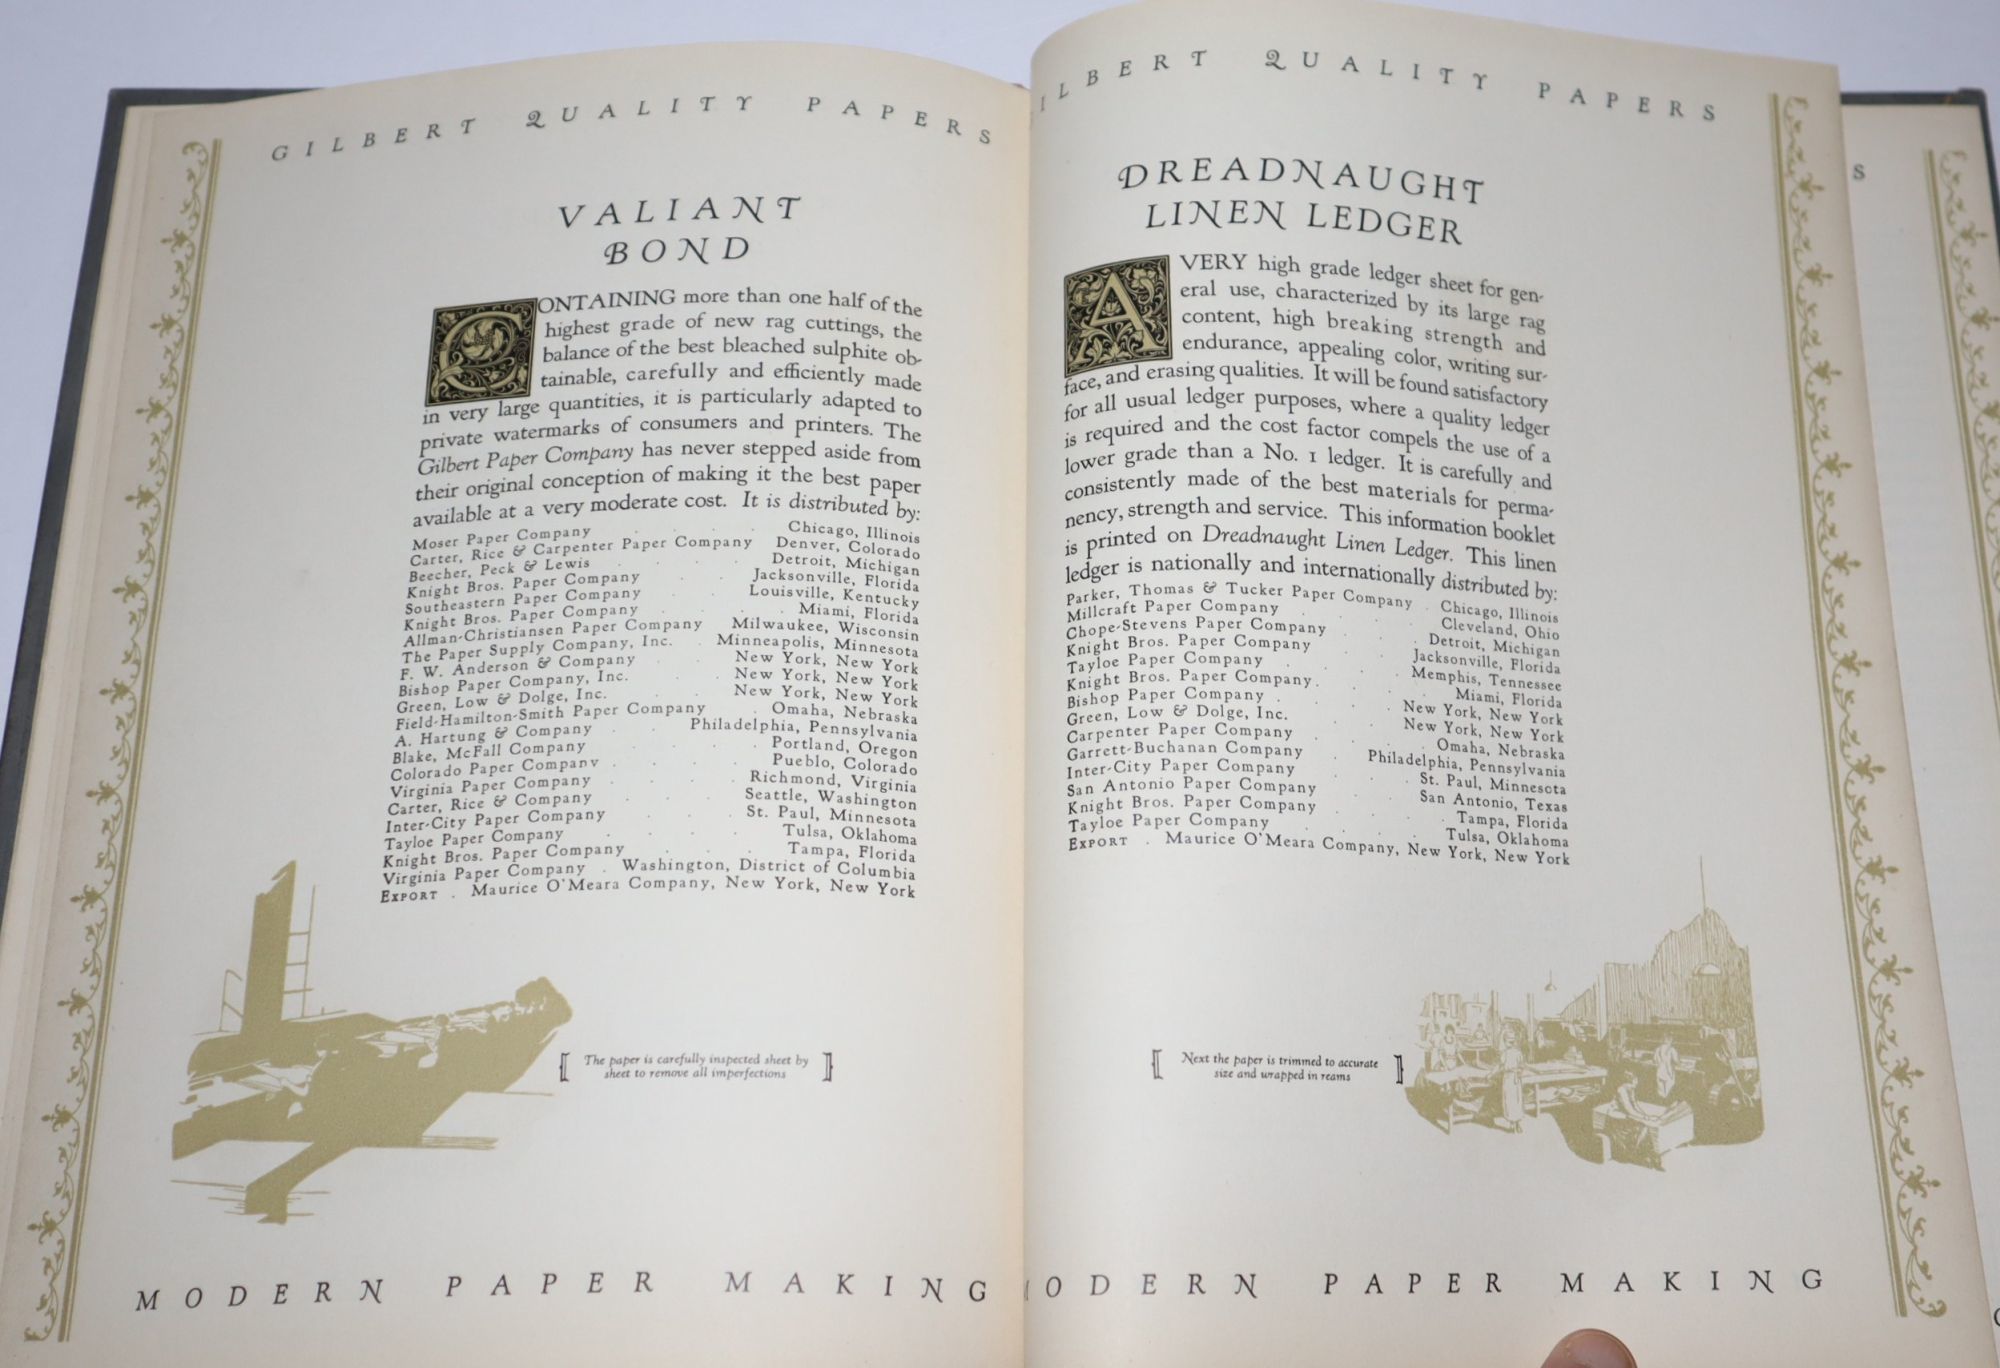 GILBERT QUALITY PAPERS
VALIANT
BOND
CONTAINING more than one half of the
highest grade of new rag cuttings, the
balance of the best bleached sulphite ob-
tainable, carefully and efficiently made
in very large quantities, it is particularly adapted to
private watermarks of consumers and printers. The
Gilbert Paper Company has never stepped aside from
their original conception of making it the best paper
available at a very moderate cost. It is distributed by:
Moser Paper Company . . . . Chicago, Illinois
Carter, Rice & Carpenter Paper Company Denver, Colorado
Beecher, Peck & Lewis . . . . Detroit, Michigan
Knight Bros. Paper Company . . Jacksonville, Florida
Southeastern Paper Company . . Louisville, Kentucky
Knight Bros. Paper Company . . . . Miami, Florida
Allman-Christiansen Paper Company Milwaukee, Wisconsin
The Paper Supply Company, Inc. . Minneapolis, Minnesota
F. W. Anderson & Company . . New York, New York
Bishop Paper Company, Inc. . . New York, New York
Green, Low & Dolge, Inc. . . New York, New York
Field-Hamilton-Smith Paper Company . Omaha, Nebraska
A. Hartung & Company . . Philadelphia, Pennsylvania
Blake, McFall Company . . . . Portland, Oregon
Colorado Paper Company . . . . Pueblo, Colorado
Virginia Paper Company . . . . Richmond, Virginia
Carter, Rice & Company . . . Seattle, Washington
Inter-City Paper Company . . . St. Paul, Minnesota
Tayloe Paper Company . . . . Tulsa, Oklahoma
Knight Bros. Paper Company . . . Tampa, Florida
Virginia Paper Company . Washington, District of Columbia
EXPORT . Maurice O'Meara Company, New York, New York
The paper is carefully inspected sheet by
sheet to remove all imperfections
MODERN PAPER MAKING
ILBERT QUALITY PAPERS
DREADNAUGHT
LINEN LEDGER
A VERY high grade ledger sheet for gen-
eral use, characterized by its large rag
content, high breaking strength and
endurance, appealing color, writing sur-
face, and erasing qualities. It will be found satisfactory
for all usual ledger purposes, where a quality ledger
is required and the cost factor compels the use of a
lower grade than a No. 1 ledger. It is carefully and
consistently made of the best materials for perma-
nency, strength and service. This information booklet
is printed on Dreadnaught Linen Ledger. This linen
ledger is nationally and internationally distributed by:
Parker, Thomas & Tucker Paper Company . Chicago, Illinois
Millcraft Paper Company . . . Cleveland, Ohio
Chope-Stevens Paper Company . . . Detroit, Michigan
Knight Bros. Paper Company . . Jacksonville, Florida
Tayloe Paper Company . . . Memphis, Tennessee
Knight Bros. Paper Company . . . . Miami, Florida
Bishop Paper Company . . . . New York, New York
Green, Low & Dolge, Inc. . . . New York, New York
Carpenter Paper Company . . . Omaha, Nebraska
Garrett-Buchanan Company . Philadelphia, Pennsylvania
Inter-City Paper Company . . . St. Paul, Minnesota
San Antonio Paper Company . . San Antonio, Texas
Knight Bros. Paper Company . . . Tampa, Florida
Tayloe Paper Company . . . . Tulsa, Oklahoma
EXPORT . Maurice O'Meara Company, New York, New York
Next the paper is trimmed to accurate
size and wrapped in reams
ODERN PAPER MAKING
S